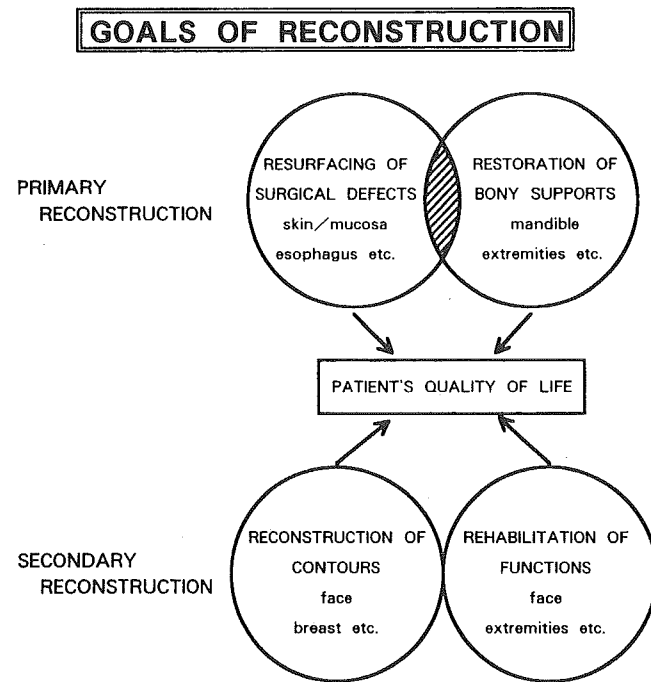 GOALS OF RECONSTRUCTION
PRIMARY
RECONSTRUCTION
RESURFACING OF
SURGICAL DEFECTS
skin/mucosa
esophagus etc.
RESTORATION OF
BONY SUPPORTS
mandible
extremities etc.
PATIENT'S QUALITY OF LIFE
SECONDARY
RECONSTRUCTION
RECONSTRUCTION OF
CONTOURS
face
breast etc.
REHABILITATION OF
FUNCTIONS
face
extremities etc.